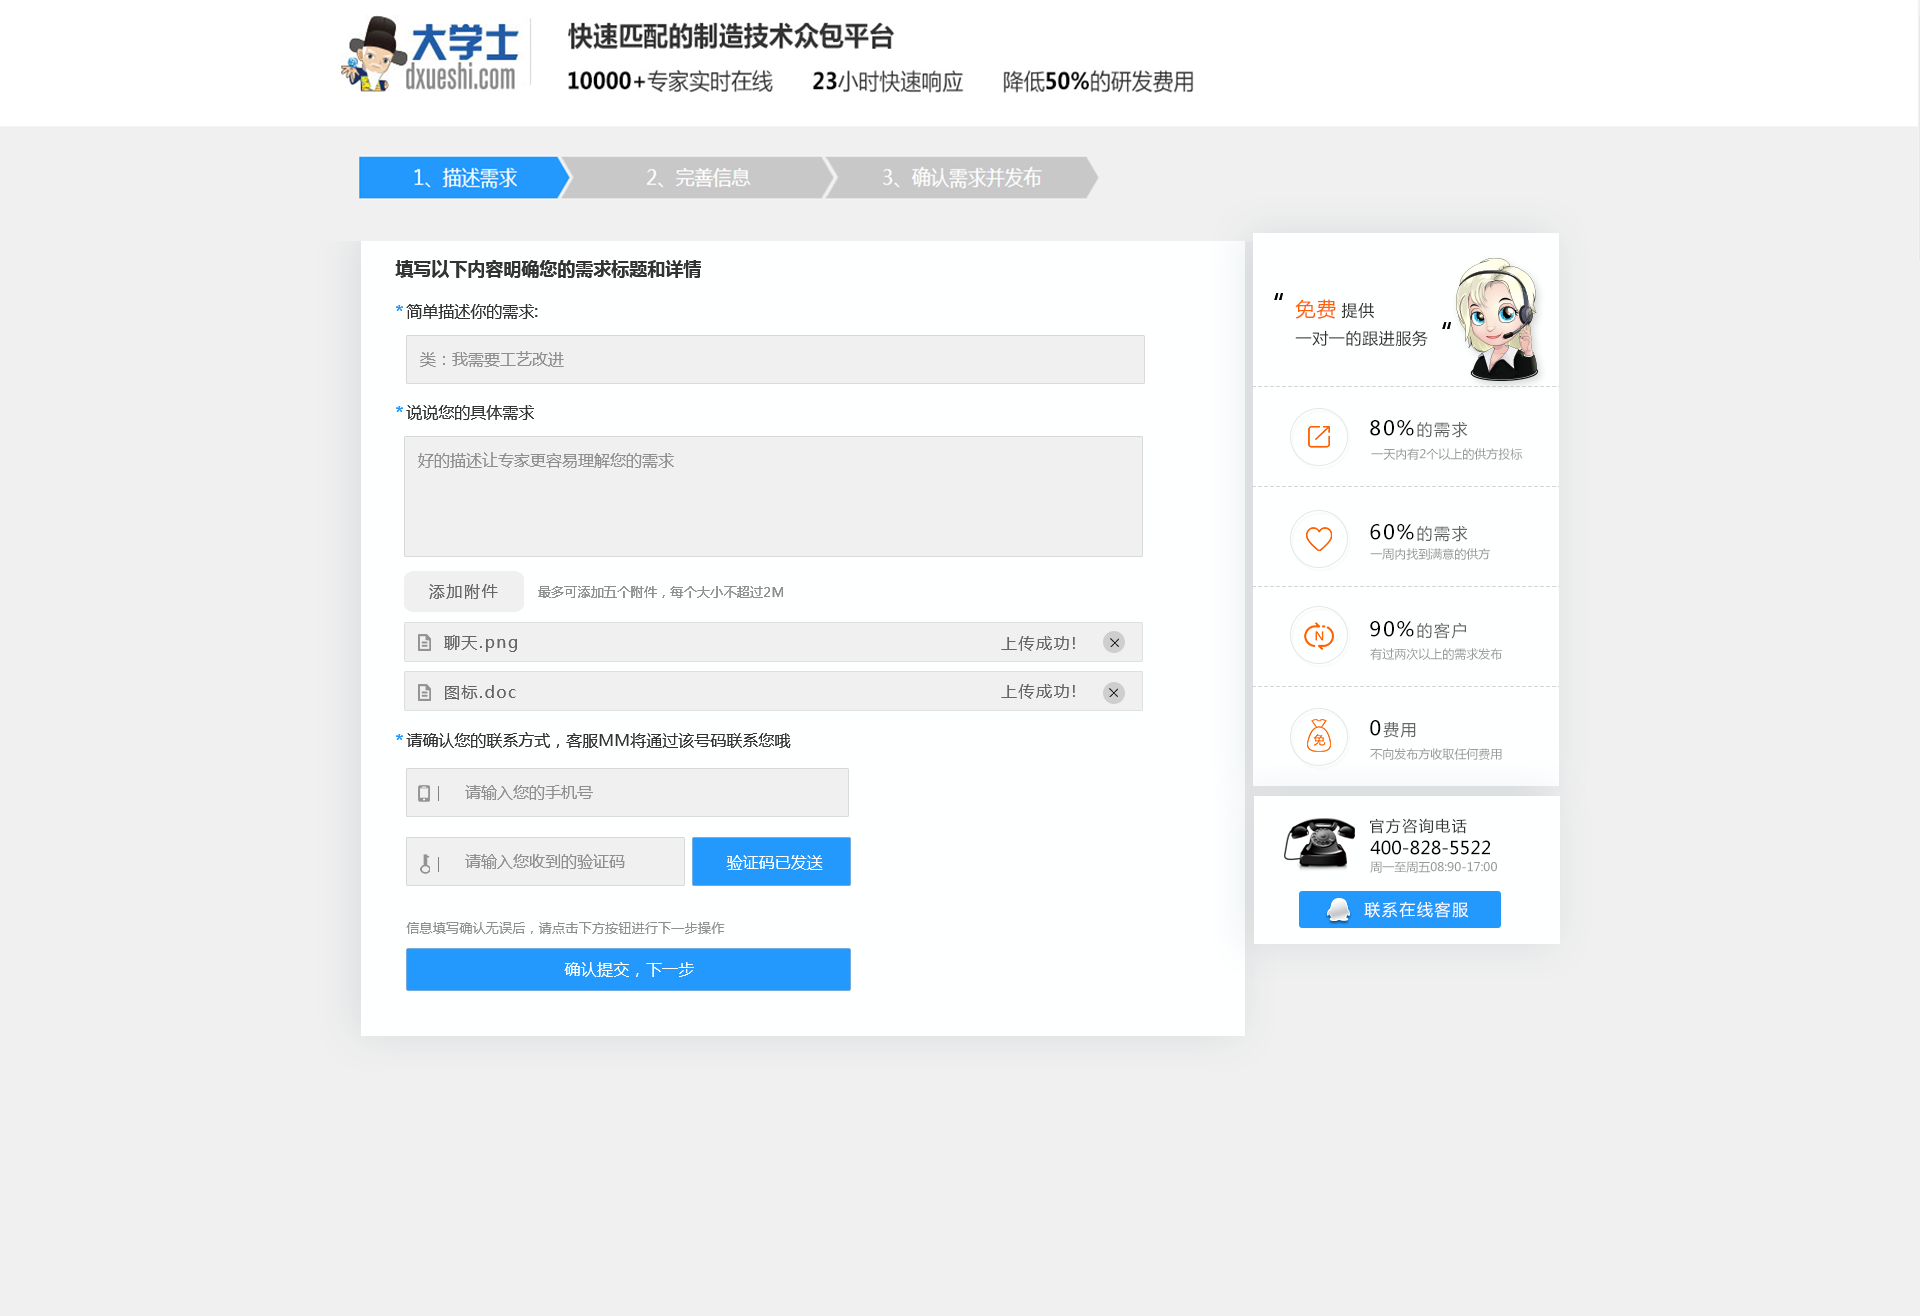 大学士
dxueshi.com
快速匹配的制造技术众包平台
10000+专家实时在线 23小时快速响应 降低50%的研发费用
1、描述需求 2、完善信息 3、确认需求并发布
填写以下内容明确您的需求标题和详情
*简单描述你的需求:
类：我需要工艺改进
*说说您的具体需求
好的描述让专家更容易理解您的需求
添加附件 最多可添加五个附件，每个大小不超过2M
聊天.png 上传成功!
图标.doc 上传成功!
*请确认您的联系方式，客服MM将通过该号码联系您哦
请输入您的手机号
请输入您收到的验证码 验证码已发送
信息填写确认无误后，请点击下方按钮进行下一步操作
确认提交，下一步
“ 免费 提供
一对一的跟进服务 “
80%的需求
一天内有2个以上的供方投标
60%的需求
一周内找到满意的供方
N
90%的客户
有过两次以上的需求发布
免
0费用
不向发布方收取任何费用
官方咨询电话
400-828-5522
周一至周五08:90-17:00
联系在线客服